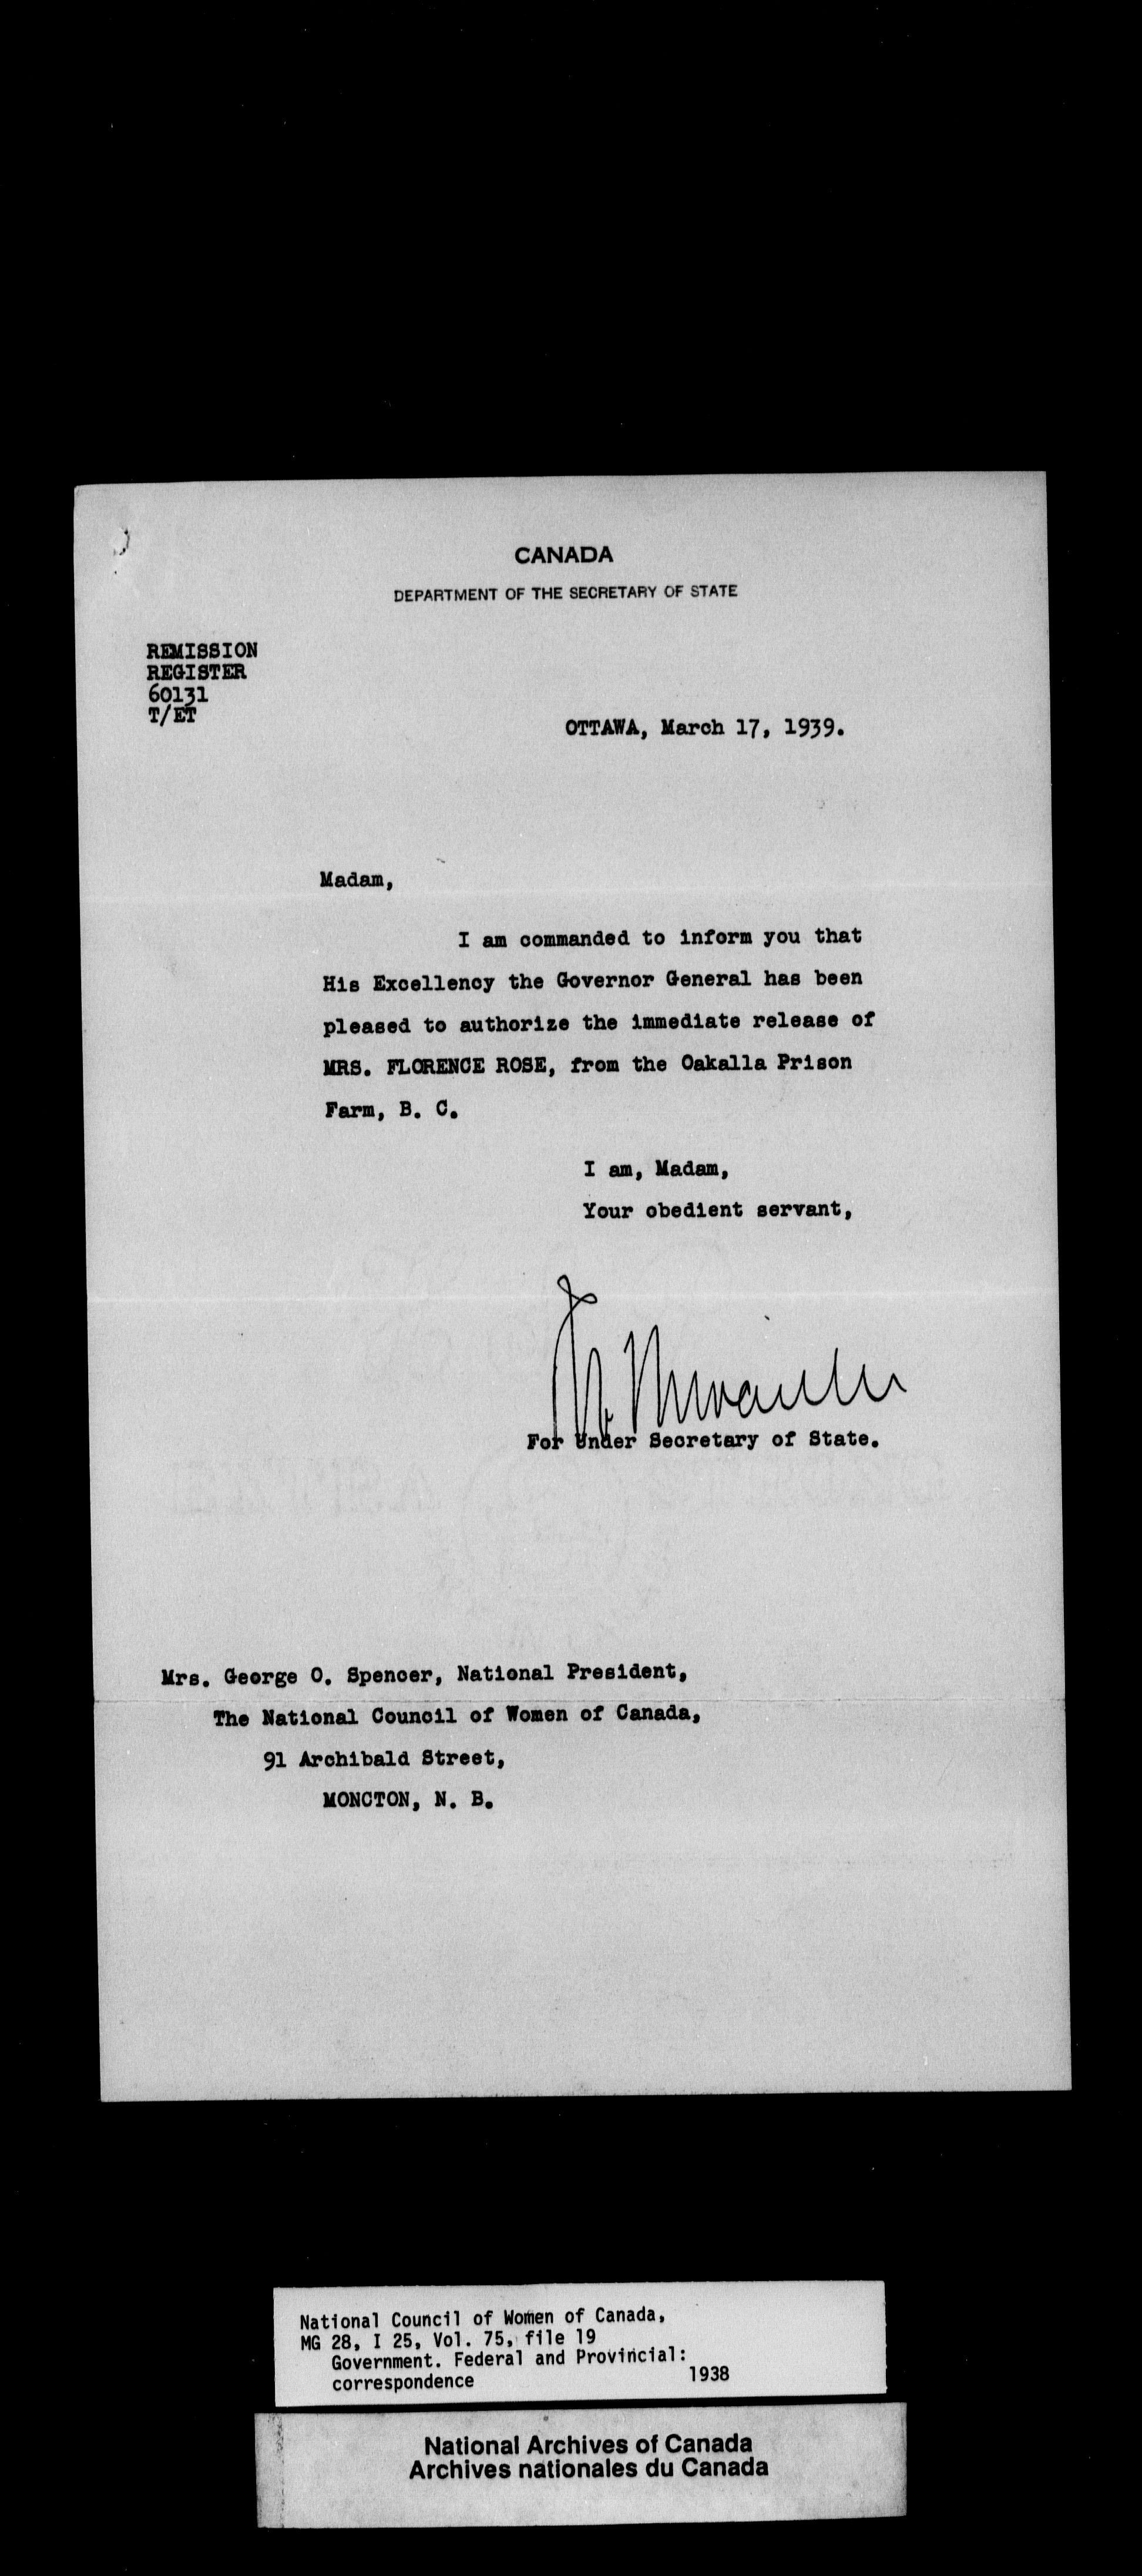 CANADA
DEPARTMENT OF THE SECRETARY OF STATE
REMISSION
REGISTER
60131
T/ET
OTTAWA, March 17, 1939.
Madam,
I am commanded to inform you that
His Excellency the Governor General has been
pleased to authorize the immediate release of
MRS. FLORENCE ROSE, from the Oakalla Prison
Farm, B. C.
I am, Madam,
Your obedient servant,
For Under Secretary of State.
Mrs. George O. Spencer, National President,
The National Council of Women of Canada,
91 Archibald Street,
MONCTON, N. B.
National Council of Women of Canada,
MG 28, I 25, Vol. 75, file 19
Government. Federal and Provincial:
correspondence 1938
National Archives of Canada
Archives nationales du Canada